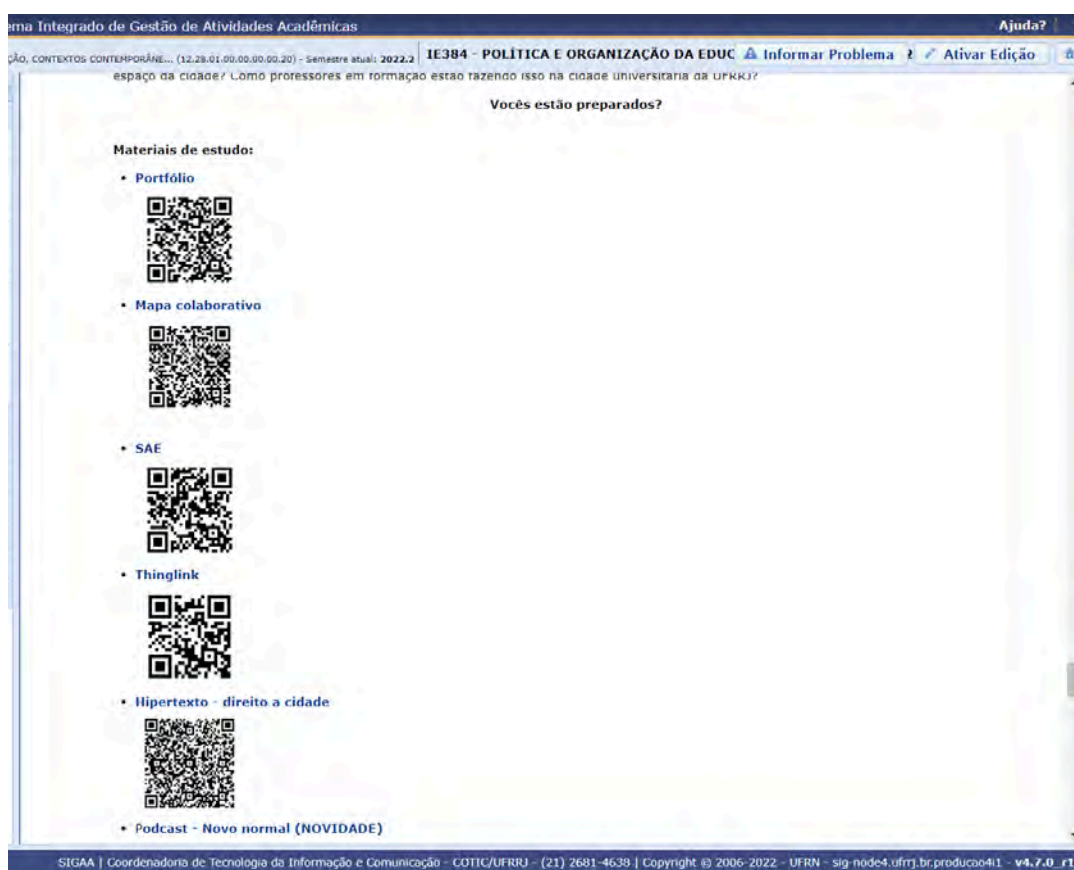 ma Integrado de Gestão de Atividades Acadêmicas Ajuda?
ÇÃO, CONTEXTOS CONTEMPORÂNE... (12.28.01.00.00.00.20) - Semestre atual: 2022.2 IE384 - POLÍTICA E ORGANIZAÇÃO DA EDUC Informar Problema Ativar Edição
espaço da cidade? Como professores em formação estão fazendo isso na cidade universitária da UFRRJ?
Vocês estão preparados?
Materiais de estudo:
• Portfólio
• Mapa colaborativo
• SAE
• Thinglink
• Hipertexto - direito a cidade
• Podcast - Novo normal (NOVIDADE)
SIGAA | Coordenadoria de Tecnologia da Informação e Comunicação - COTIC/UFRRJ - (21) 2681-4638 | Copyright © 2006-2022 - UFRN - sig-node4.ufrrj.br.producao4i1 - v4.7.0_r1